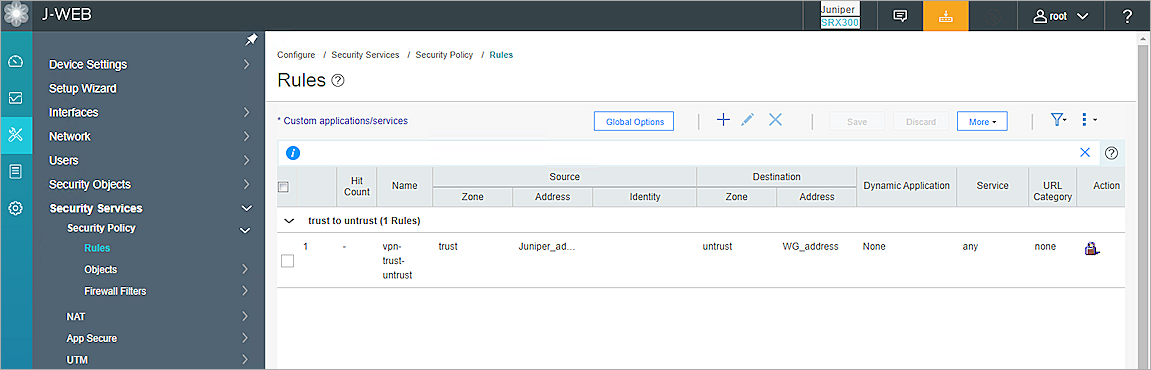 J-WEB
Juniper
SRX300
root
?
Device Settings
Setup Wizard
Interfaces
Network
Users
Security Objects
Security Services
Security Policy
Rules
Objects
Firewall Filters
NAT
App Secure
UTM
Configure / Security Services / Security Policy / Rules
Rules ?
* Custom applications/services
Global Options
Save
Discard
More
i
?
Hit Count Name Source Destination Dynamic Application Service URL Category Action
Zone Address Identity Zone Address
trust to untrust (1 Rules)
1 - vpn- trust Juniper_ad... untrust WG_address None any none
trust-
untrust